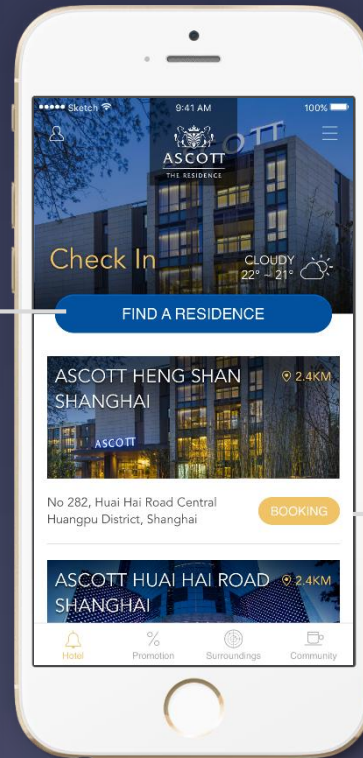 Sketch
9:41 AM
100%
ASCOTT
THE RESIDENCE
OTT
Check In
CLOUDY
22° – 21°
FIND A RESIDENCE
ASCOTT HENG SHAN
SHANGHAI
2.4KM
ASCOTT
No 282, Huai Hai Road Central
Huangpu District, Shanghai
BOOKING
ASCOTT HUAI HAI ROAD
SHANGHAI
2.4KM
Hotel
Promotion
Surroundings
Community